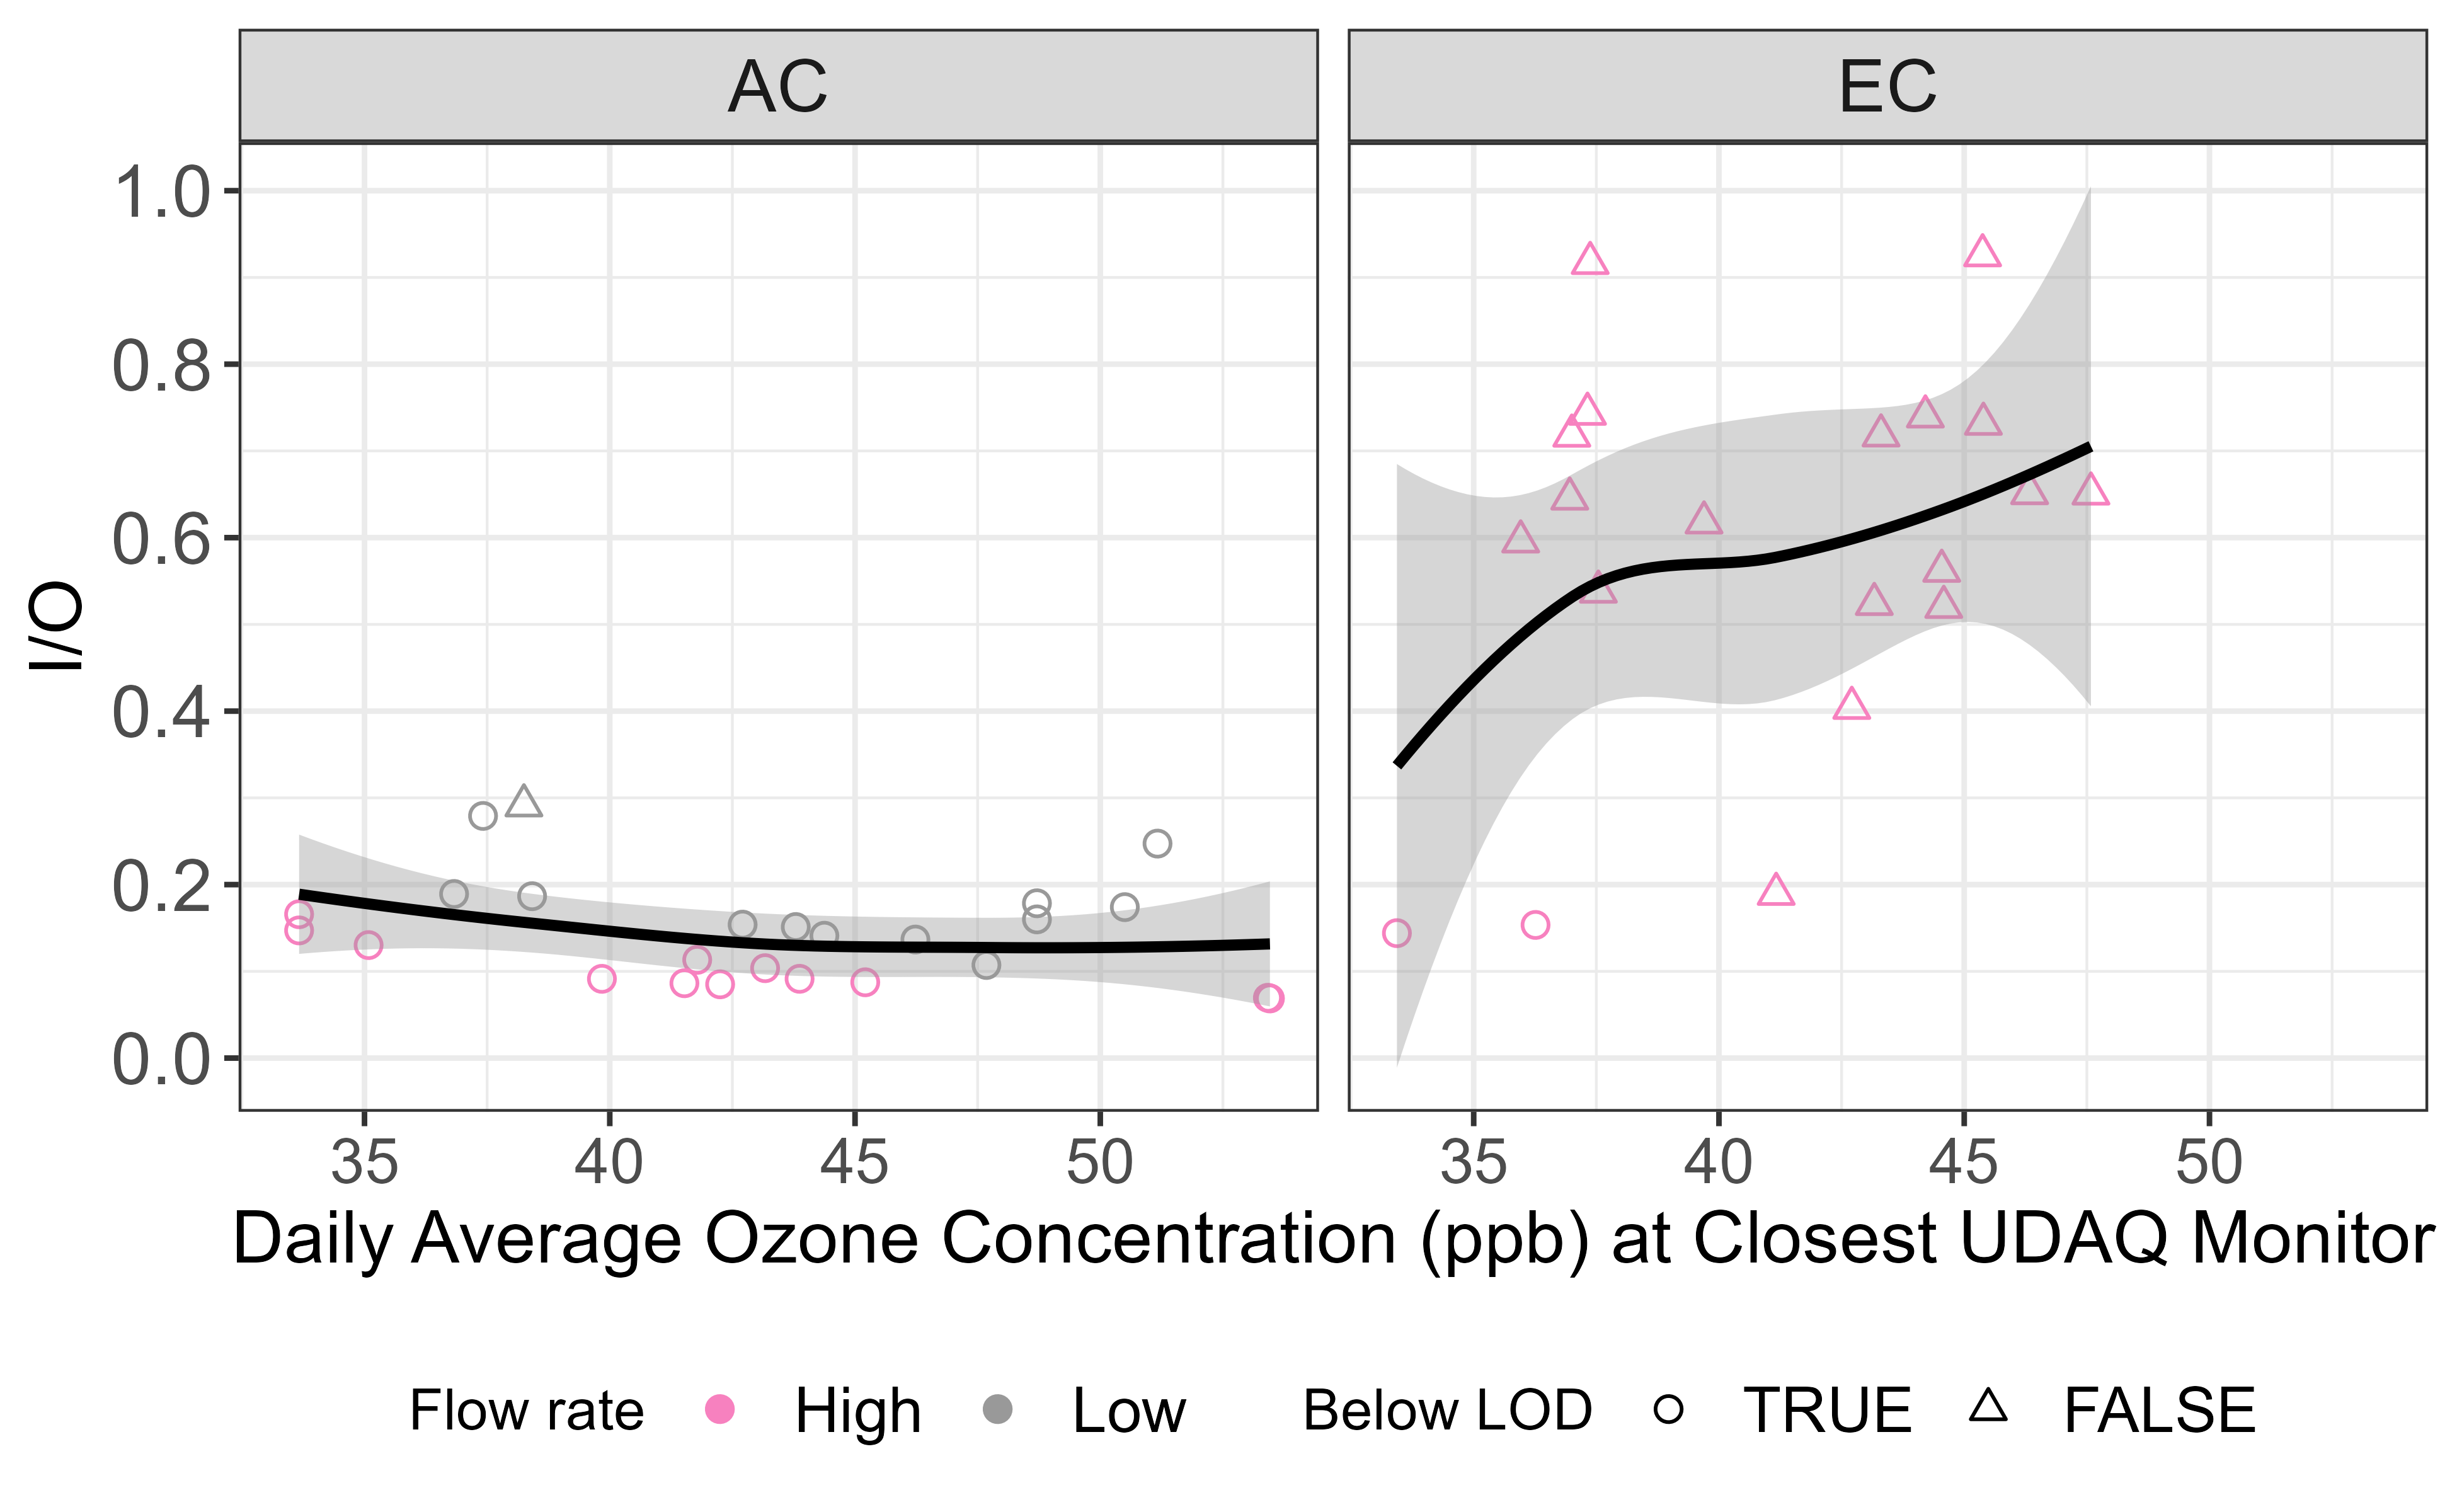 AC EC
1.0
0.8
0.6
0.4
0.2
0.0
I/O
35 40 45 50 35 40 45 50
Daily Average Ozone Concentration (ppb) at Closest UDAQ Monitor
Flow rate High Low Below LOD TRUE FALSE